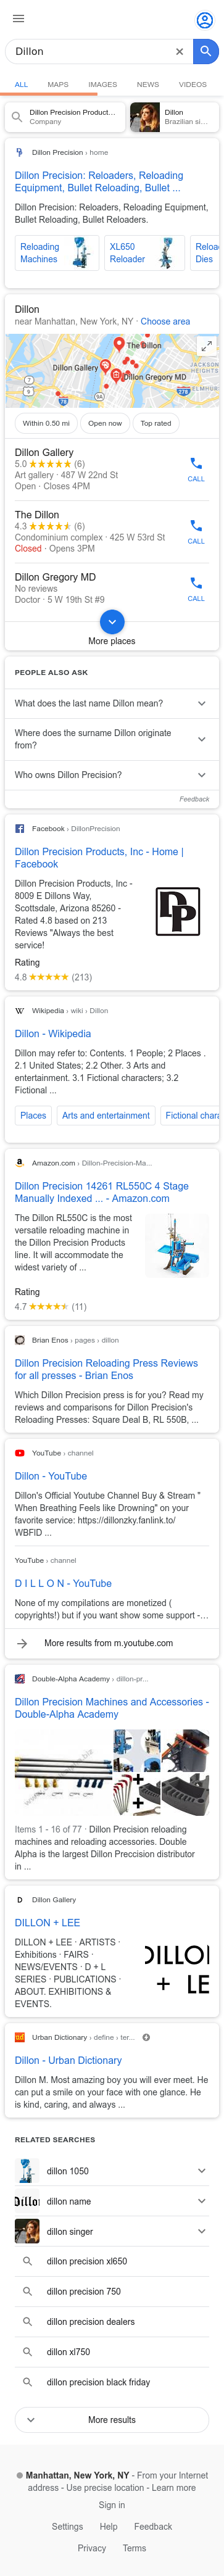 Dillon
ALL MAPS IMAGES NEWS VIDEOS
Dillon Precision Product...
Company
Dillon
Brazilian si...
Dillon Precision › home
Dillon Precision: Reloaders, Reloading
Equipment, Bullet Reloading, Bullet ...
Dillon Precision: Reloaders, Reloading Equipment,
Bullet Reloading, Bullet Reloaders.
Reloading
Machines
XL650
Reloader
Reloa
Dies
Dillon
near Manhattan, New York, NY · Choose area
The Dillon
Dillon Gallery
Dillon Gregory MD
JACKSON
HEIGHTS
ELMHUR
7
9
9A
78
278
Within 0.50 mi Open now Top rated
Dillon Gallery
5.0 (6)
Art gallery · 487 W 22nd St
Open · Closes 4PM
CALL
The Dillon
4.3 (6)
Condominium complex · 425 W 53rd St
Closed · Opens 3PM
CALL
Dillon Gregory MD
No reviews
Doctor · 5 W 19th St #9
CALL
More places
PEOPLE ALSO ASK
What does the last name Dillon mean?
Where does the surname Dillon originate
from?
Who owns Dillon Precision?
Feedback
Facebook › DillonPrecision
Dillon Precision Products, Inc - Home |
Facebook
Dillon Precision Products, Inc -
8009 E Dillons Way,
Scottsdale, Arizona 85260 -
Rated 4.8 based on 213
Reviews "Always the best
service!
DP
Rating
4.8 (213)
W Wikipedia › wiki › Dillon
Dillon - Wikipedia
Dillon may refer to: Contents. 1 People; 2 Places .
2.1 United States; 2.2 Other. 3 Arts and
entertainment. 3.1 Fictional characters; 3.2
Fictional ...
Places Arts and entertainment Fictional chara
Amazon.com › Dillon-Precision-Ma...
Dillon Precision 14261 RL550C 4 Stage
Manually Indexed ... - Amazon.com
The Dillon RL550C is the most
versatile reloading machine in
the Dillon Precision Products
line. It will accommodate the
widest variety of ...
Rating
4.7 (11)
Brian Enos › pages › dillon
Dillon Precision Reloading Press Reviews
for all presses - Brian Enos
Which Dillon Precision press is for you? Read my
reviews and comparisons for Dillon Precision's
Reloading Presses: Square Deal B, RL 550B, ...
YouTube › channel
Dillon - YouTube
Dillon's Official Youtube Channel Buy & Stream "
When Breathing Feels like Drowning" on your
favorite service: https://dillonzky.fanlink.to/
WBFID ...
YouTube › channel
D I L L O N - YouTube
None of my compilations are monetized (
copyrights!) but if you want show some support -...
More results from m.youtube.com
Double-Alpha Academy › dillon-pr...
Dillon Precision Machines and Accessories -
Double-Alpha Academy
Items 1 - 16 of 77 · Dillon Precision reloading
machines and reloading accessories. Double
Alpha is the largest Dillon Preccision distributor
in ...
D Dillon Gallery
DILLON + LEE
DILLON + LEE · ARTISTS ·
Exhibitions · FAIRS ·
NEWS/EVENTS · D + L
SERIES · PUBLICATIONS ·
ABOUT. EXHIBITIONS &
EVENTS.
DILLON
+ LE
Urban Dictionary › define › ter...
Dillon - Urban Dictionary
Dillon M. Most amazing boy you will ever meet. He
can put a smile on your face with one glance. He
is kind, caring, and always ...
RELATED SEARCHES
dillon 1050
Dillon
dillon name
dillon singer
dillon precision xl650
dillon precision 750
dillon precision dealers
dillon xl750
dillon precision black friday
More results
Manhattan, New York, NY - From your Internet
address - Use precise location - Learn more
Sign in
Settings Help Feedback
Privacy Terms